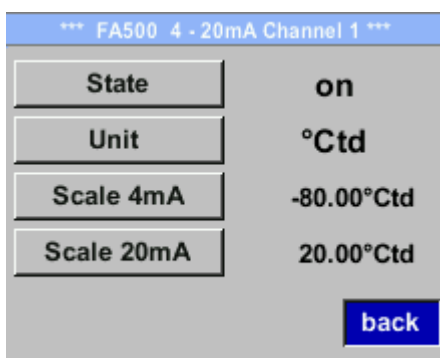 *** FA500 4 - 20mA Channel 1 ***
State on
Unit °Ctd
Scale 4mA -80.00°Ctd
Scale 20mA 20.00°Ctd
back